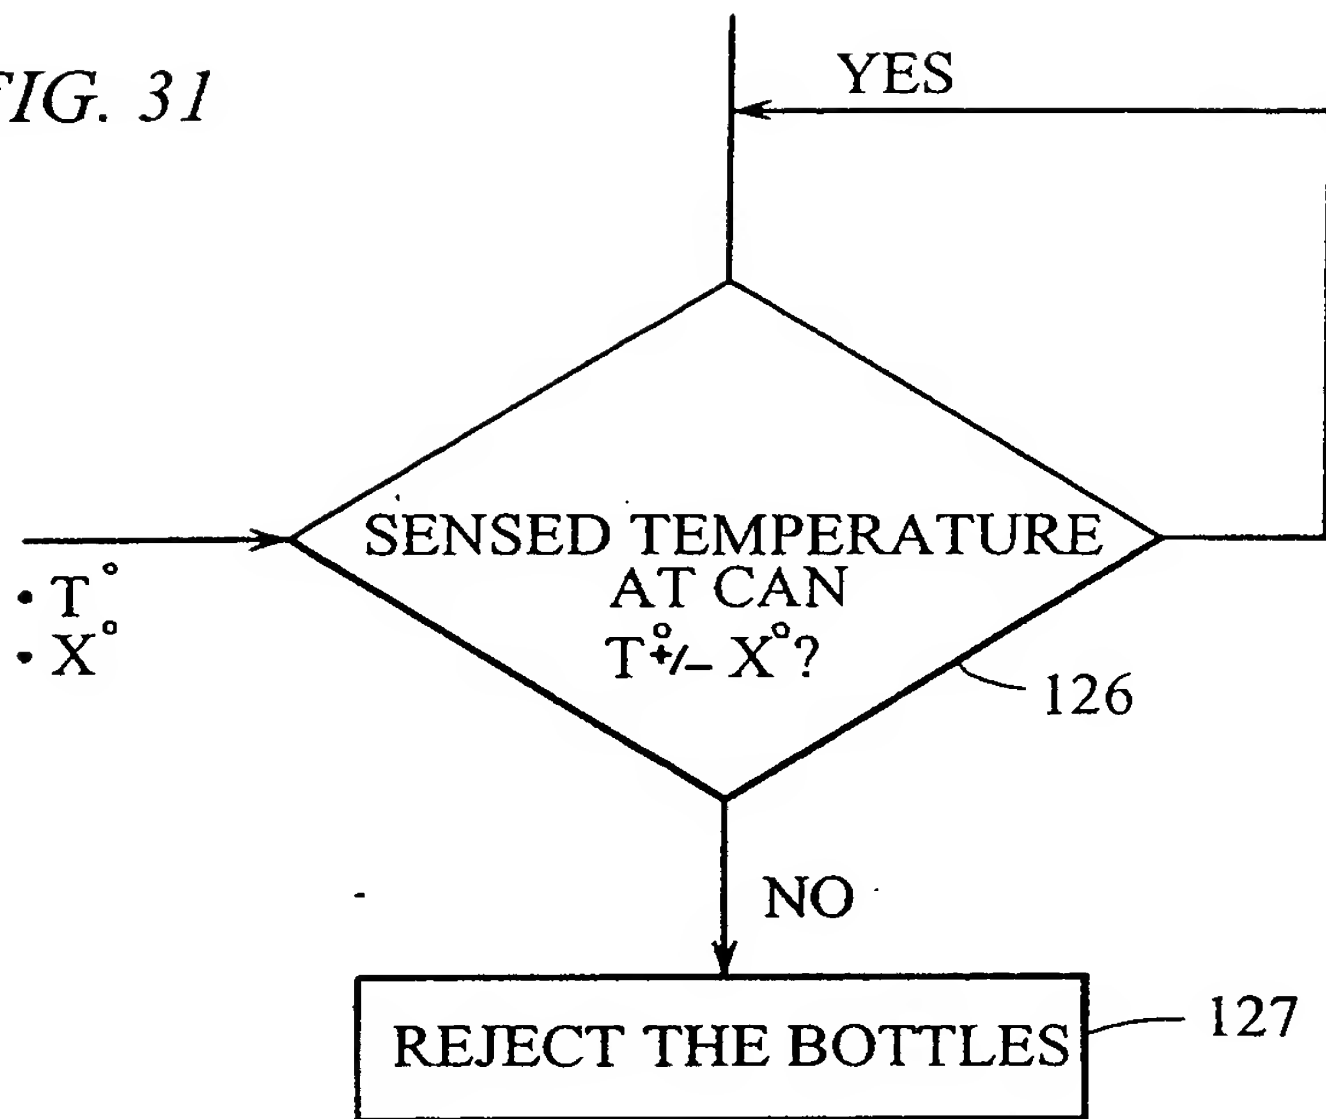 FIG. 31
YES
SENSED TEMPERATURE
AT CAN
T° +/- X°?
• T°
• X°
126
NO
REJECT THE BOTTLES
127